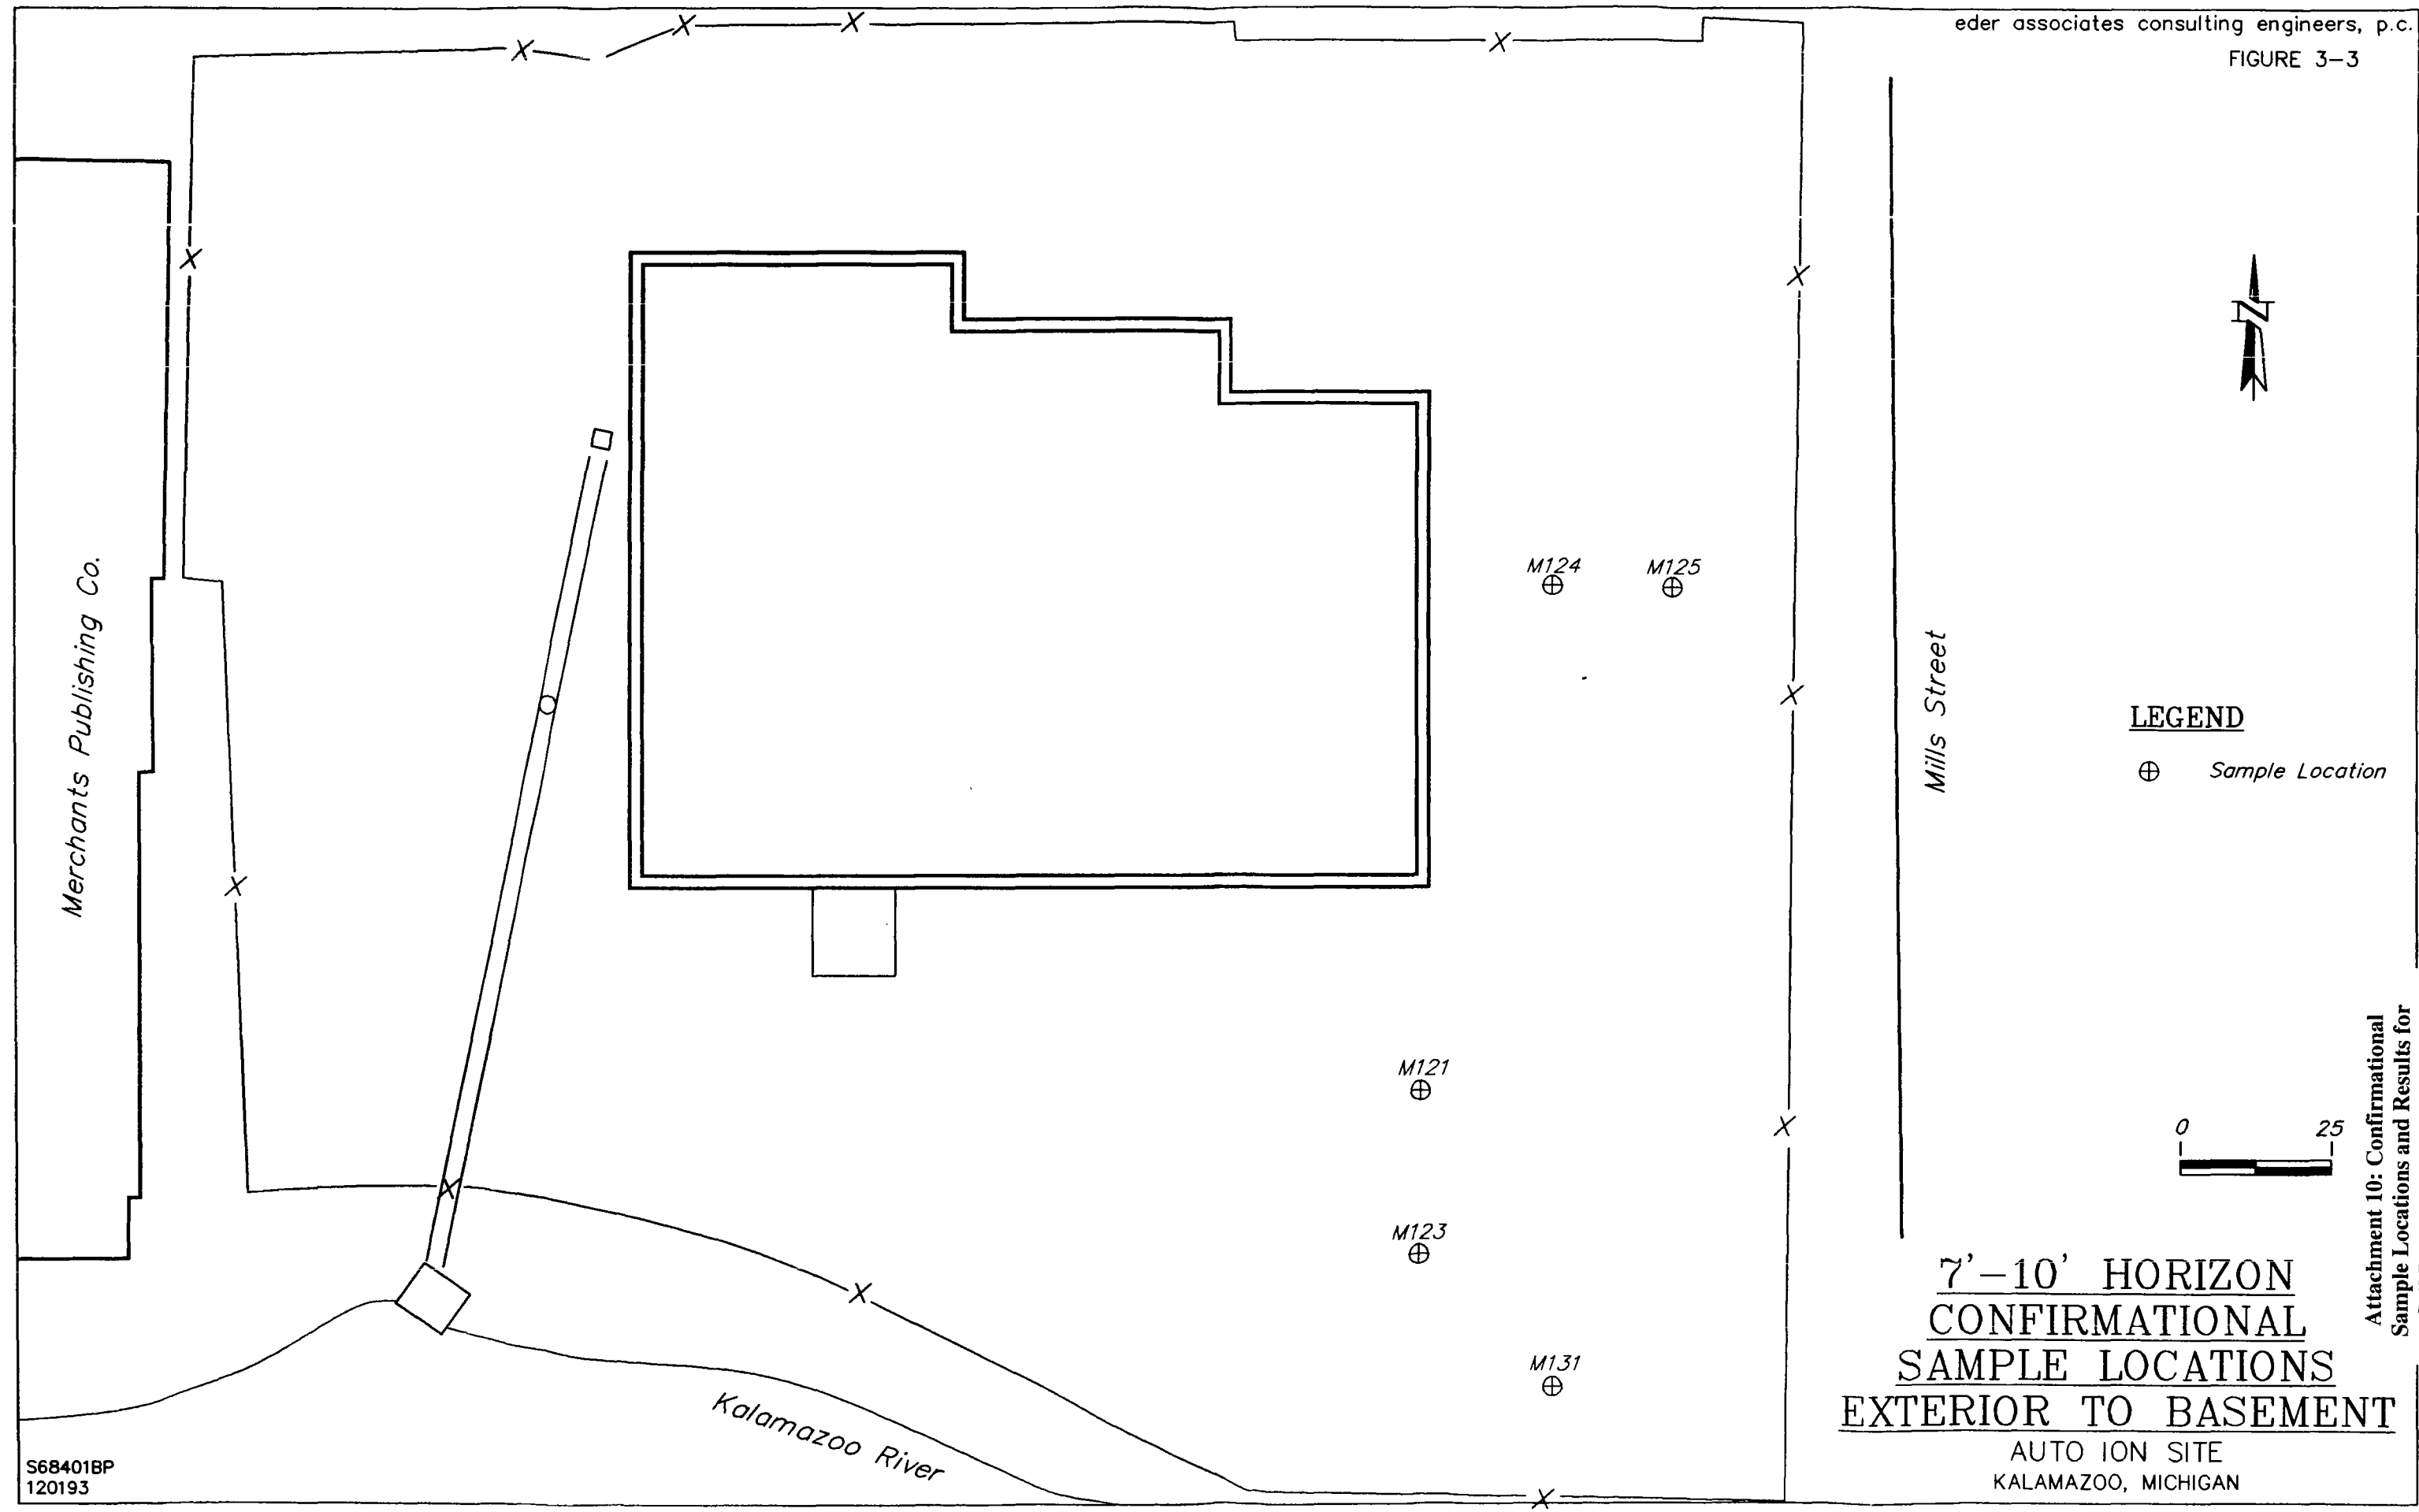 eder associates consulting engineers, p.c.
FIGURE 3-3
N
Merchants Publishing Co.
M124
M125
Mills Street
LEGEND
⊕ Sample Location
M121
M123
M131
Kalamazoo River
0 25
Attachment 10: Confirmational
Sample Locations and Results for
7'-10' HORIZON
CONFIRMATIONAL
SAMPLE LOCATIONS
EXTERIOR TO BASEMENT
AUTO ION SITE
KALAMAZOO, MICHIGAN
S68401BP
120193